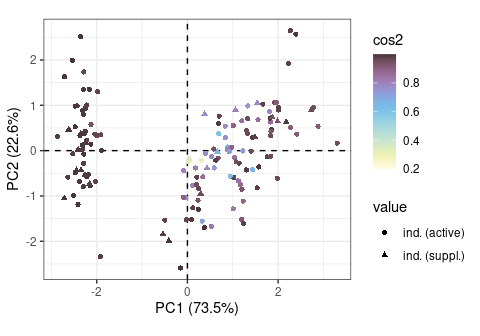 cos2
0.8
0.6
0.4
0.2
value
ind. (active)
ind. (suppl.)
PC2 (22.6%)
2
1
0
-1
-2
-2
0
2
PC1 (73.5%)